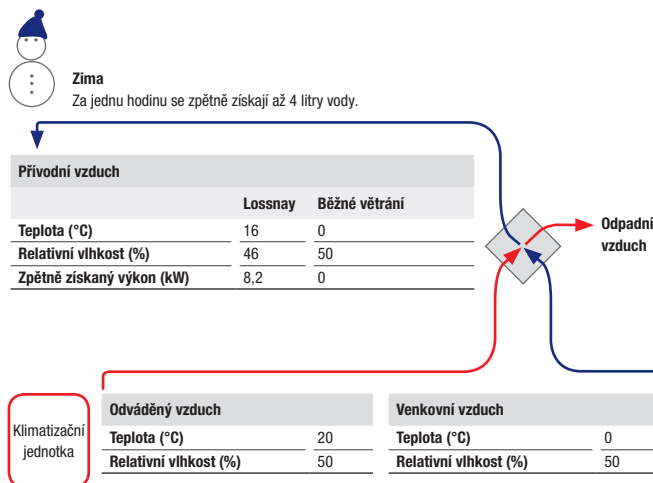 Zima
Za jednu hodinu se zpětně získají až 4 litry vody.
Přívodní vzduch
Lossnay Běžné větrání
Teplota (°C) 16 0
Relativní vlhkost (%) 46 50
Zpětně získaný výkon (kW) 8,2 0
Odpadní
vzduch
Klimatizační
jednotka
Odváděný vzduch
Teplota (°C) 20
Relativní vlhkost (%) 50
Venkovní vzduch
Teplota (°C) 0
Relativní vlhkost (%) 50